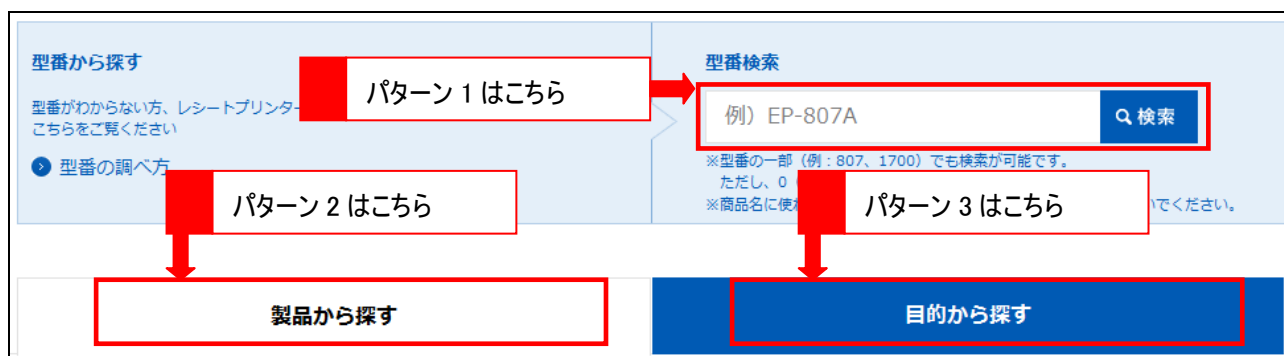 型番から探す
型番がわからない方、レシートプリンター
こちらをご覧ください
型番の調べ方
パターン 1 はこちら
型番検索
例）EP-807A
検索
※型番の一部（例：807、1700）でも検索が可能です。
ただし、0
※商品名に使わ
いでください。
パターン 2 はこちら
パターン 3 はこちら
製品から探す
目的から探す